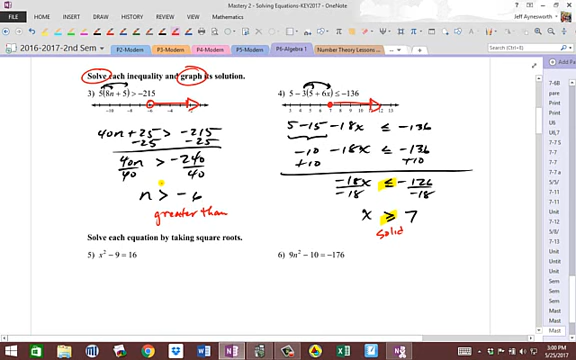 Mastery 2 - Solving Equations-KEY2017 - OneNote
Jeff Aynesworth
FILE HOME INSERT DRAW HISTORY REVIEW VIEW Mathematics
2016-2017-2nd Sem P2-Modern P3-Modern P4-Modern P6-Algebra 1 Number Theory Lessons
Solve each inequality and graph its solution.
3) 5(8n + 5) > −215
4) 5 − 3(5 + 6x) ≤ −136
40n + 25 > −215
−25 −25
40n > −240
40 40
n > −6
greater than
5 −15 −18x ≤ −136
−10 −18x ≤ −136
+10 +10
−18x ≤ −126
−18 −18
x ≥ 7
solid
Solve each equation by taking square roots.
5) x² − 9 = 16
6) 9n² − 10 = −176
7-6B
pare
Print
Mast
3:00 PM
5/25/2017